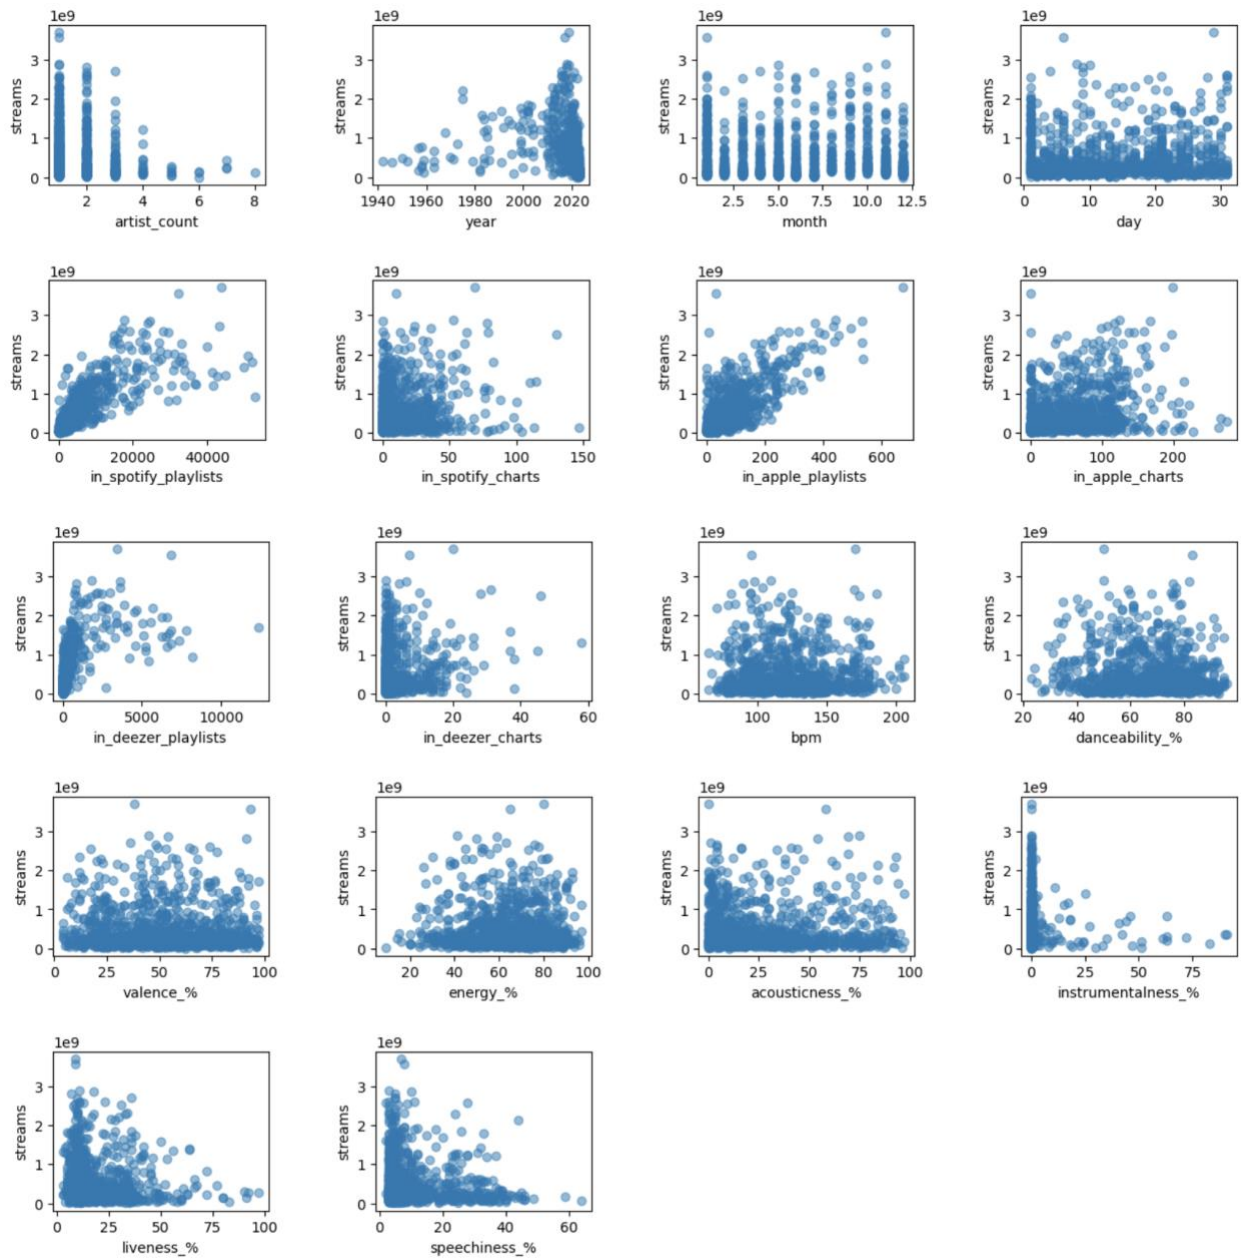 1e9 1e9 1e9 1e9
3 3 3 3
streams streams streams streams
2 2 2 2
1 1 1 1
0 0 0 0
2 4 6 8 1940 1960 1980 2000 2020 2.5 5.0 7.5 10.0 12.5 0 10 20 30
artist_count year month day
1e9 1e9 1e9 1e9
3 3 3 3
streams streams streams streams
2 2 2 2
1 1 1 1
0 0 0 0
0 20000 40000 0 50 100 150 0 200 400 600 0 100 200
in_spotify_playlists in_spotify_charts in_apple_playlists in_apple_charts
1e9 1e9 1e9 1e9
3 3 3 3
streams streams streams streams
2 2 2 2
1 1 1 1
0 0 0 0
0 5000 10000 0 20 40 60 100 150 200 20 40 60 80
in_deezer_playlists in_deezer_charts bpm danceability_%
1e9 1e9 1e9 1e9
3 3 3 3
streams streams streams streams
2 2 2 2
1 1 1 1
0 0 0 0
0 25 50 75 100 20 40 60 80 100 0 25 50 75 100 0 25 50 75
valence_% energy_% acousticness_% instrumentalness_%
1e9 1e9
3 3
streams streams
2 2
1 1
0 0
0 25 50 75 100 0 20 40 60
liveness_% speechiness_%